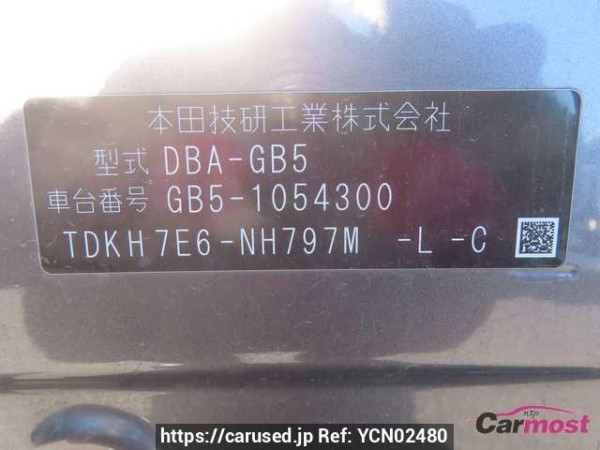 本田技研工業株式会社
型式 DBA-GB5
車台番号 GB5-1054300
TDKH7E6-NH797M -L -C
Carmost
https://carused.jp Ref: YCN02480